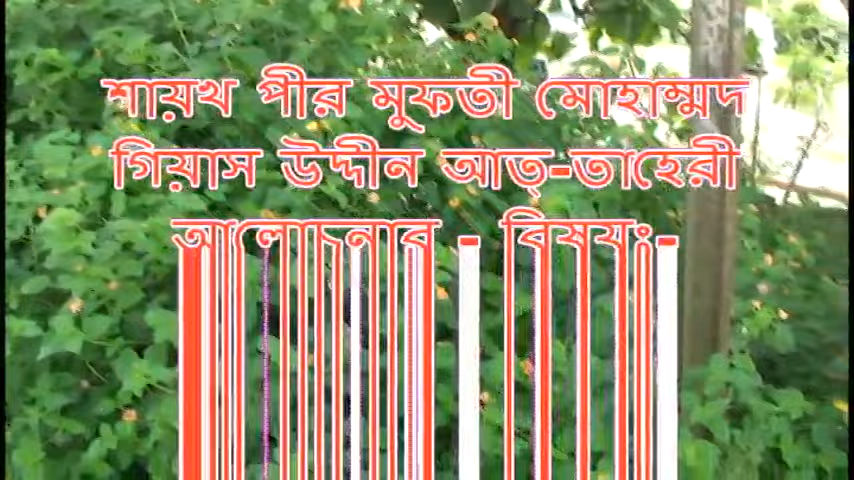 শায়খ পীর মুফতী মোহাম্মদ
গিয়াস উদ্দীন আত্-তাহেরী
আলোচনার - বিষয়ঃ-